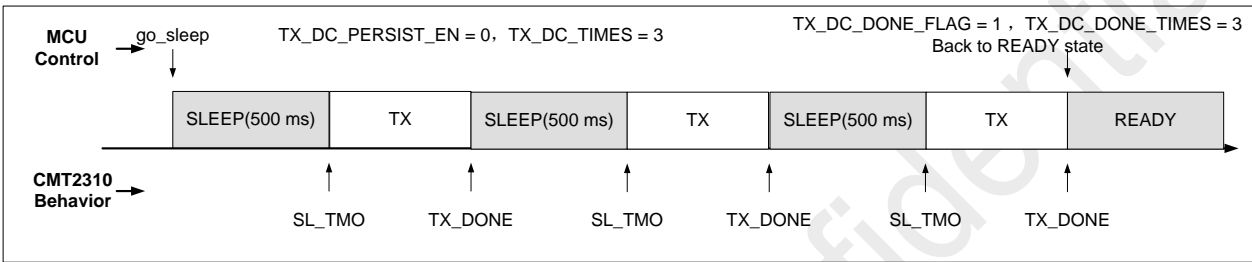 MCU Control
go_sleep
TX_DC_PERSIST_EN = 0，TX_DC_TIMES = 3
TX_DC_DONE_FLAG = 1 ，TX_DC_DONE_TIMES = 3
Back to READY state
SLEEP(500 ms)
TX
SLEEP(500 ms)
TX
SLEEP(500 ms)
TX
READY
CMT2310 Behavior
SL_TMO
TX_DONE
SL_TMO
TX_DONE
SL_TMO
TX_DONE